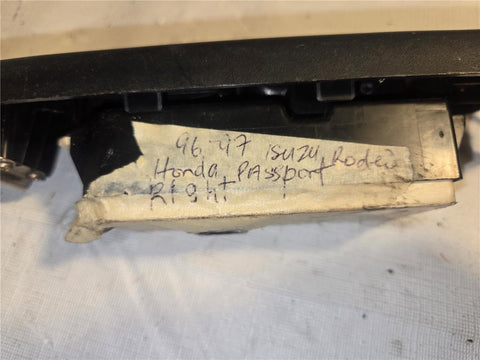 96-97 ISUZU Rodeo
Honda PASSport
Right